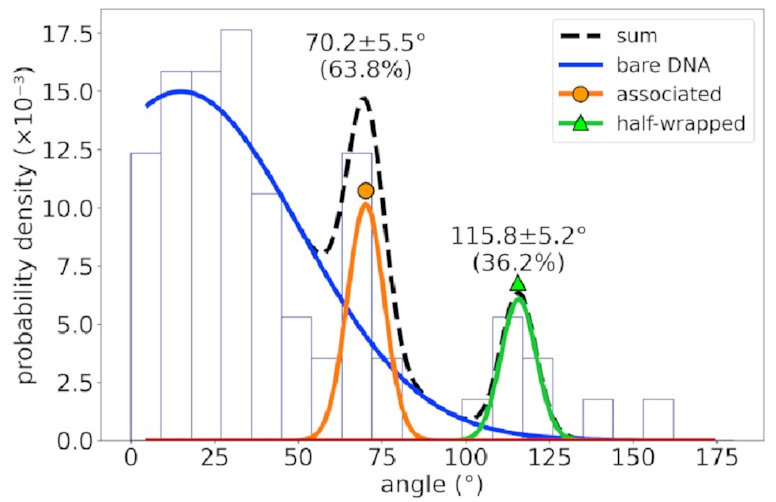 17.5
15.0
12.5
10.0
7.5
5.0
2.5
0.0
probability density (×10⁻³)
70.2±5.5°
(63.8%)
115.8±5.2°
(36.2%)
sum
bare DNA
associated
half-wrapped
0 25 50 75 100 125 150 175
angle (°)